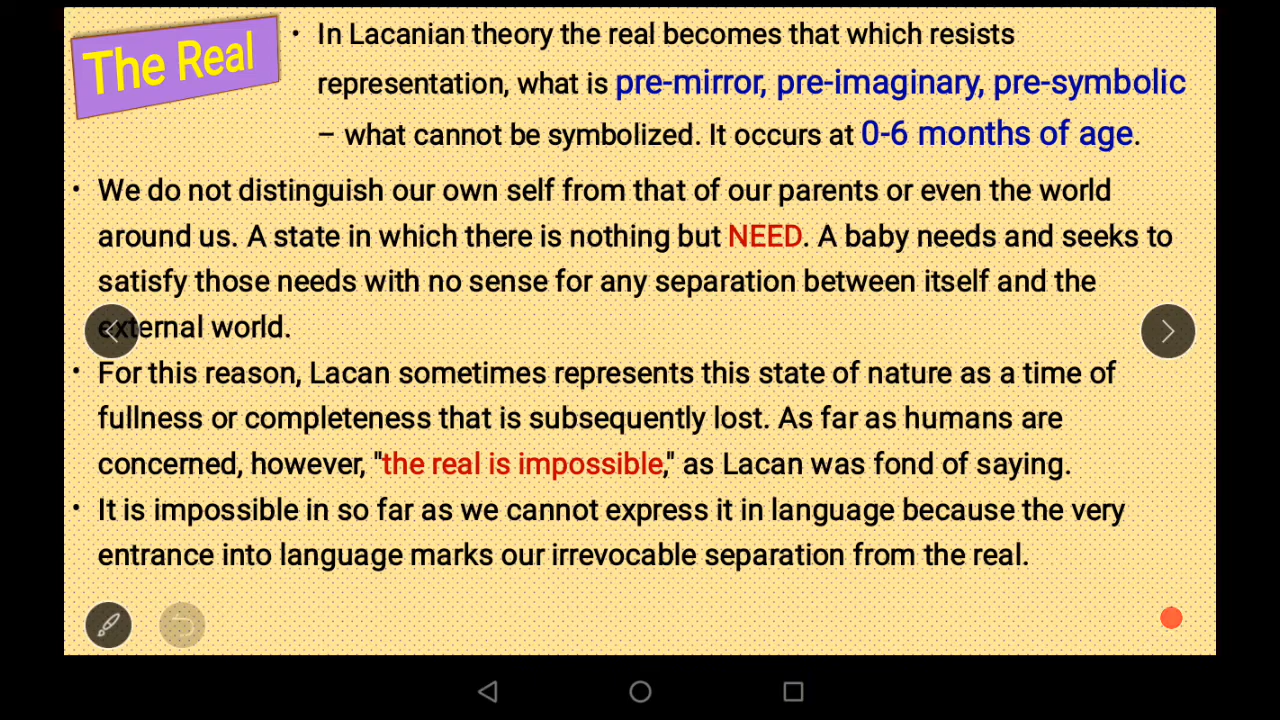 The Real
• In Lacanian theory the real becomes that which resists
representation, what is pre-mirror, pre-imaginary, pre-symbolic
– what cannot be symbolized. It occurs at 0-6 months of age.
• We do not distinguish our own self from that of our parents or even the world
around us. A state in which there is nothing but NEED. A baby needs and seeks to
satisfy those needs with no sense for any separation between itself and the
external world.
• For this reason, Lacan sometimes represents this state of nature as a time of
fullness or completeness that is subsequently lost. As far as humans are
concerned, however, "the real is impossible," as Lacan was fond of saying.
• It is impossible in so far as we cannot express it in language because the very
entrance into language marks our irrevocable separation from the real.